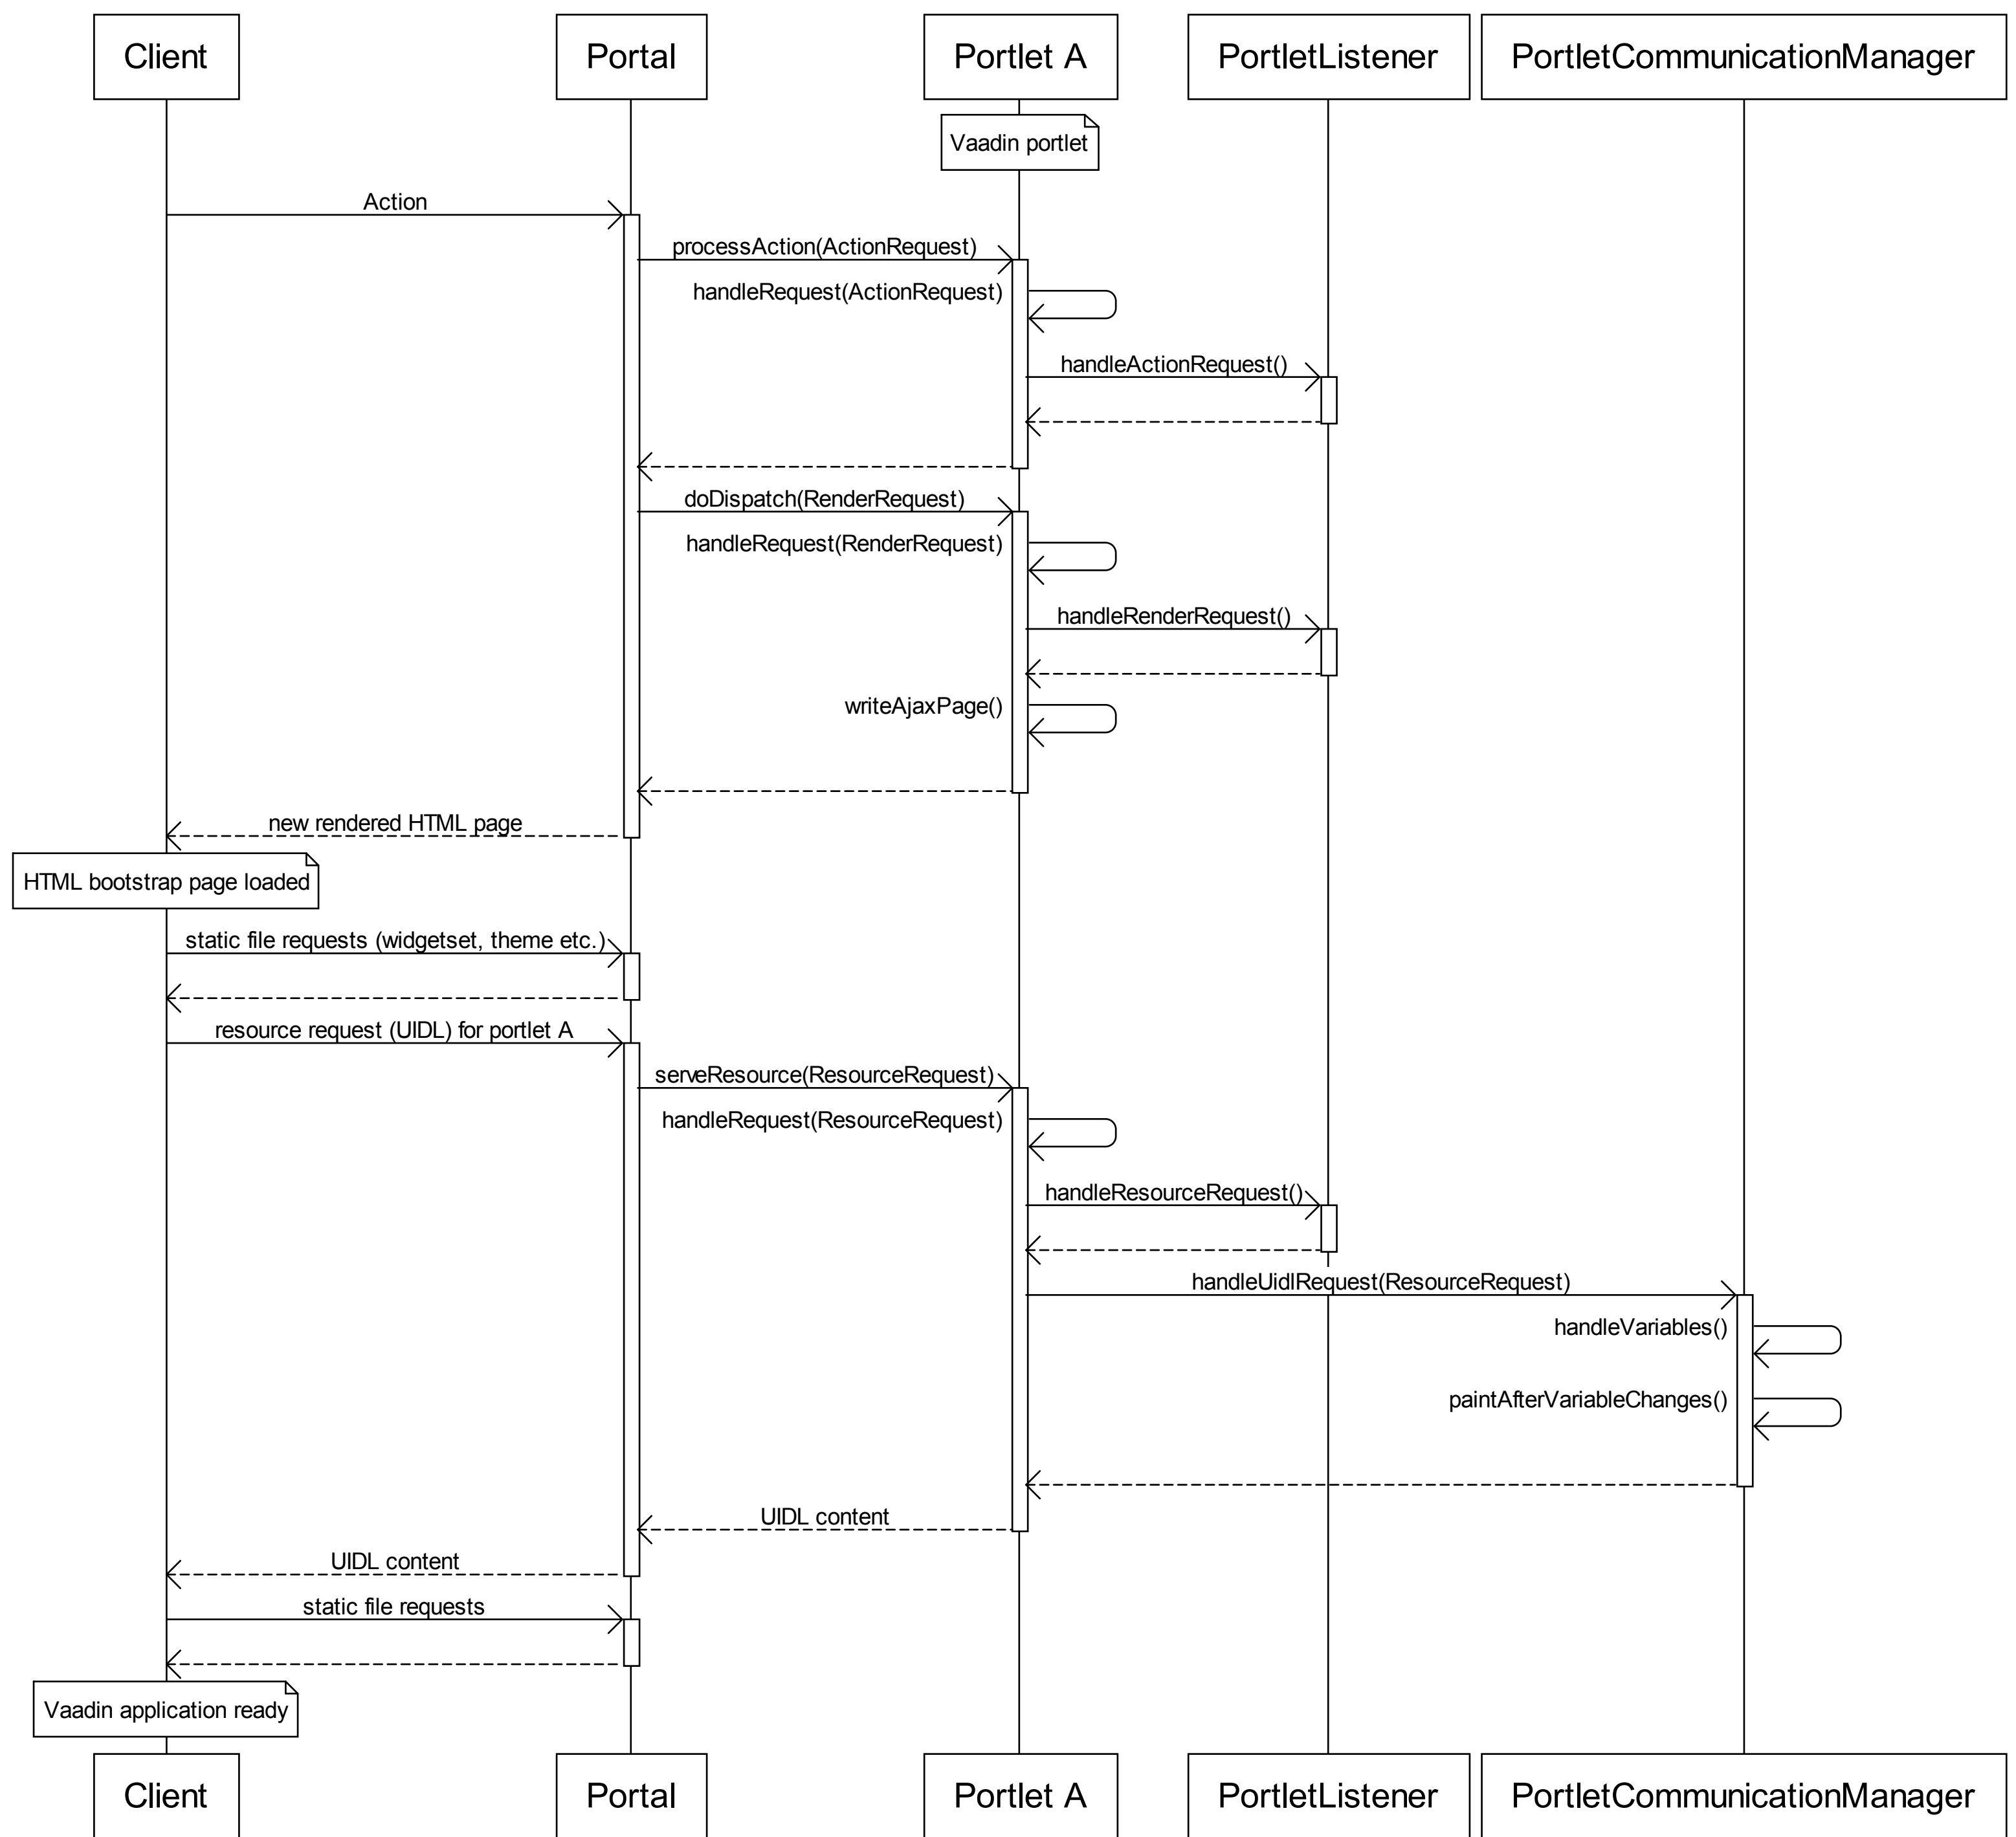 Client
Portal
Portlet A
PortletListener
PortletCommunicationManager
Vaadin portlet
Action
processAction(ActionRequest)
handleRequest(ActionRequest)
handleActionRequest()
doDispatch(RenderRequest)
handleRequest(RenderRequest)
handleRenderRequest()
writeAjaxPage()
new rendered HTML page
HTML bootstrap page loaded
static file requests (widgetset, theme etc.)
resource request (UIDL) for portlet A
serveResource(ResourceRequest)
handleRequest(ResourceRequest)
handleResourceRequest()
handleUidlRequest(ResourceRequest)
handleVariables()
paintAfterVariableChanges()
UIDL content
UIDL content
static file requests
Vaadin application ready
Client
Portal
Portlet A
PortletListener
PortletCommunicationManager